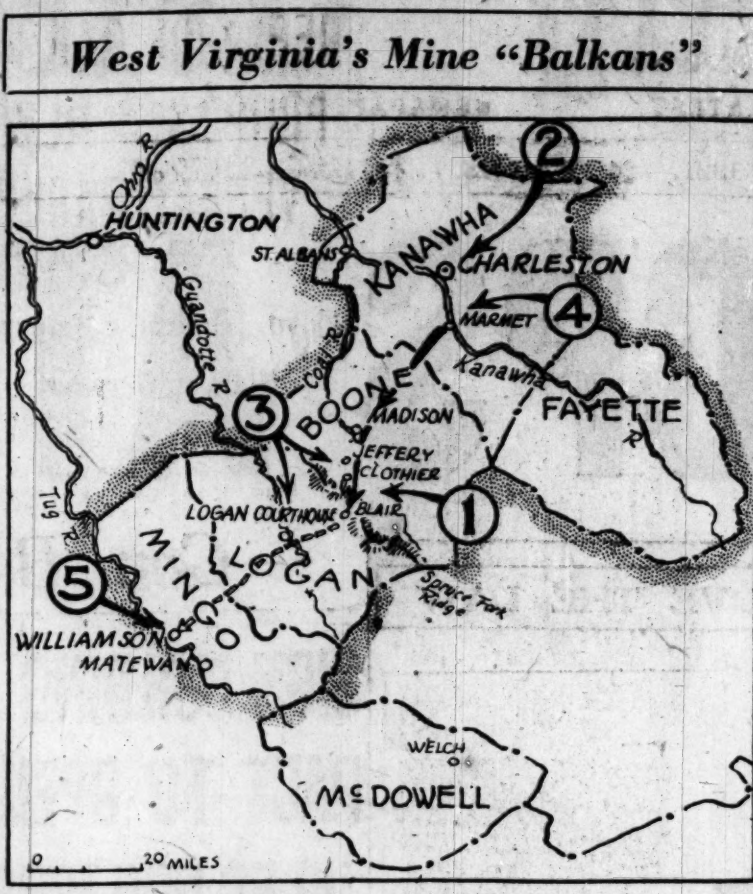 West Virginia's Mine "Balkans"
Ohio R
HUNTINGTON
2
KANAWHA
ST. ALBANS
CHARLESTON
Guandotte R
MARMET
4
Coal R
Kanawha
R
BOONE
FAYETTE
3
MADISON
JEFFERY
CLOTHIER
Tug
R
LOGAN COURTHOUSE
BLAIR
1
MINGO
LOGAN
5
Spruce Fork
Ridge
WILLIAMSON
MATEWAN
WELCH
McDOWELL
0 20 MILES